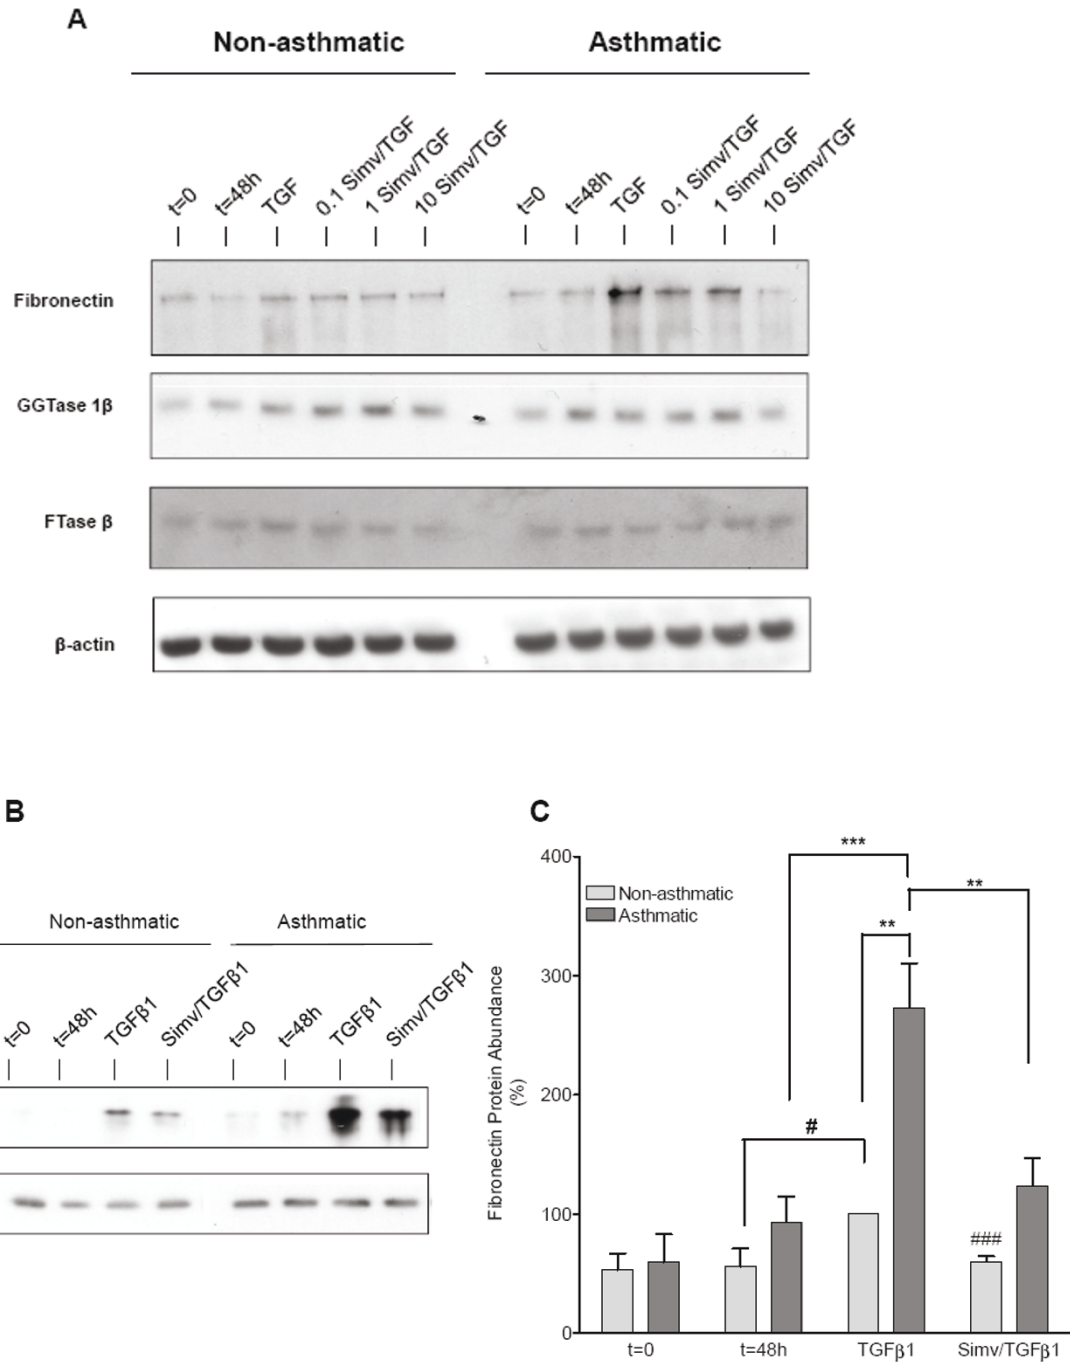 A
Non-asthmatic Asthmatic
t=0 t=48h TGF 0.1 Simv/TGF 1 Simv/TGF 10 Simv/TGF t=0 t=48h TGF 0.1 Simv/TGF 1 Simv/TGF 10 Simv/TGF
Fibronectin
GGTase 1β
FTase β
β-actin
B
Non-asthmatic Asthmatic
t=0 t=48h TGFβ1 Simv/TGFβ1 t=0 t=48h TGFβ1 Simv/TGFβ1
C
Fibronectin Protein Abundance
(%)
400
300
200
100
0
Non-asthmatic
Asthmatic
***
**
**
#
###
t=0 t=48h TGFβ1 Simv/TGFβ1